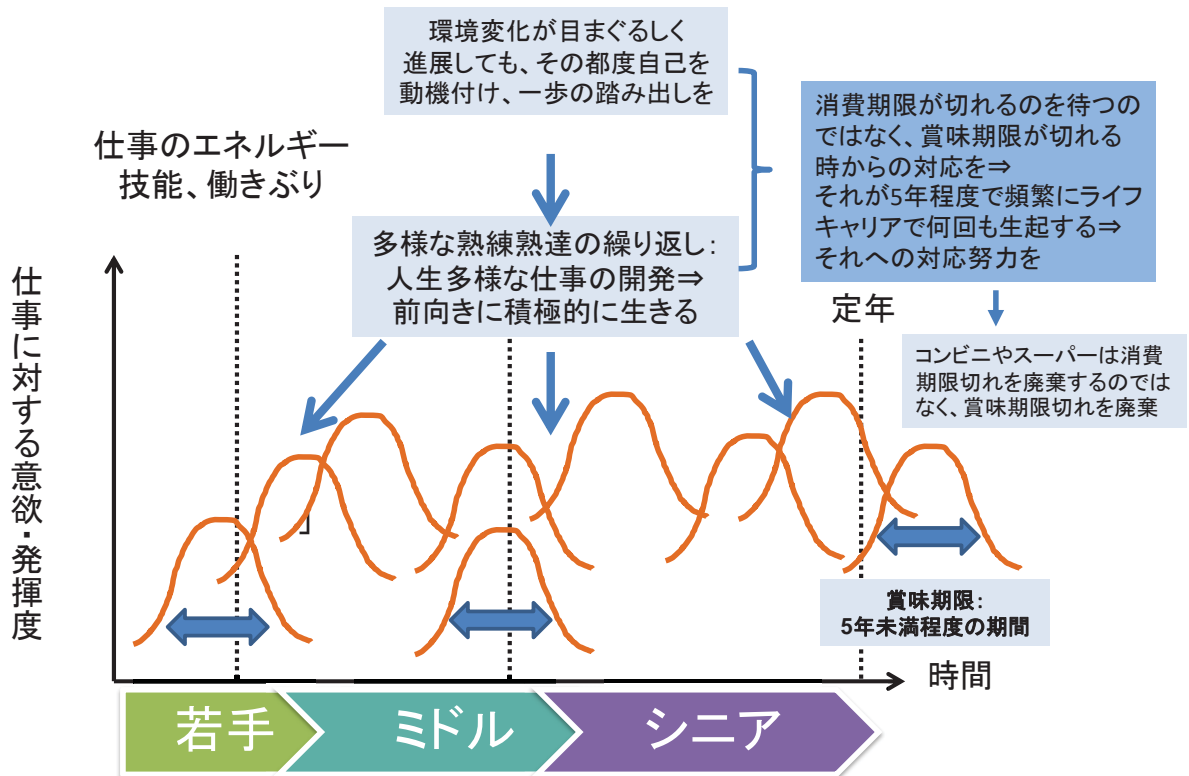 環境変化が目まぐるしく
進展しても、その都度自己を
動機付け、一歩の踏み出しを
消費期限が切れるのを待つの
ではなく、賞味期限が切れる
時からの対応を⇒
それが5年程度で頻繁にライフ
キャリアで何回も生起する⇒
それへの対応努力を
仕事のエネルギー
技能、働きぶり
多様な熟練熟達の繰り返し：
人生多様な仕事の開発⇒
前向きに積極的に生きる
仕事に対する意欲・発揮度
定年
コンビニやスーパーは消費
期限切れを廃棄するのでは
なく、賞味期限切れを廃棄
」
賞味期限：
5年未満程度の期間
時間
若手
ミドル
シニア